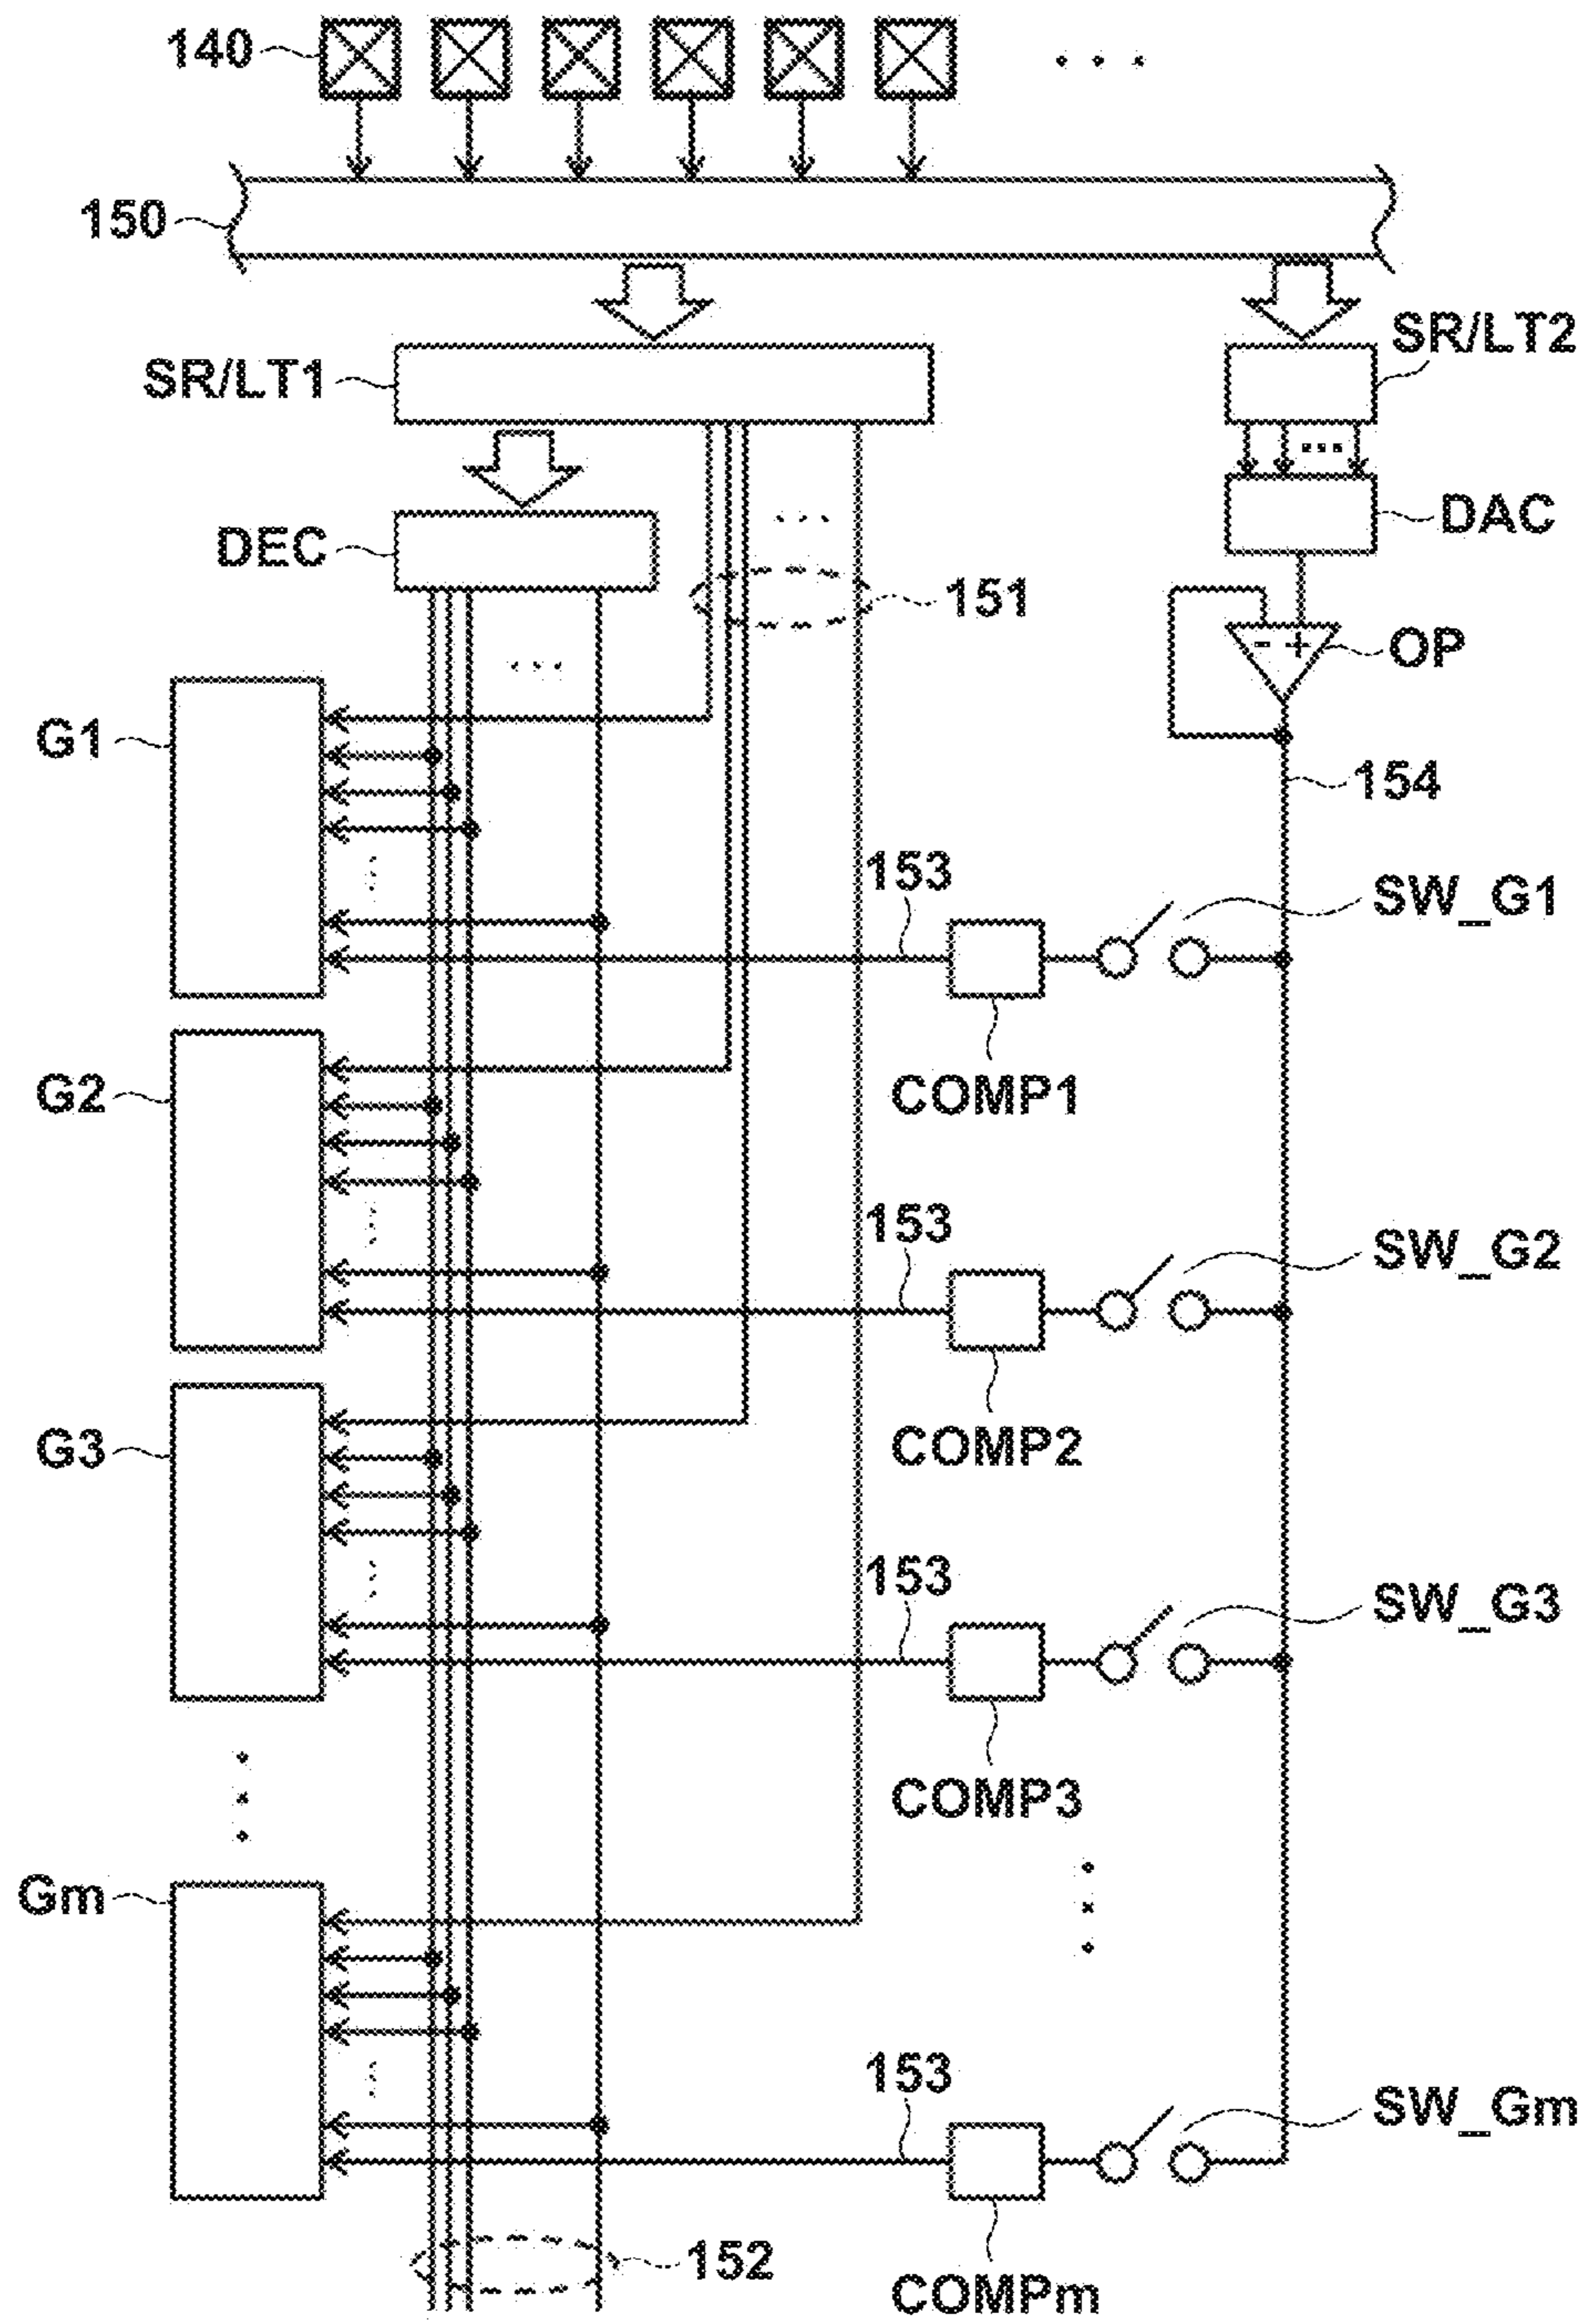 140
150
SR/LT1
SR/LT2
DEC
DAC
151
- +
OP
G1
154
153
SW_G1
COMP1
G2
153
SW_G2
COMP2
G3
153
SW_G3
COMP3
Gm
153
SW_Gm
COMPm
152